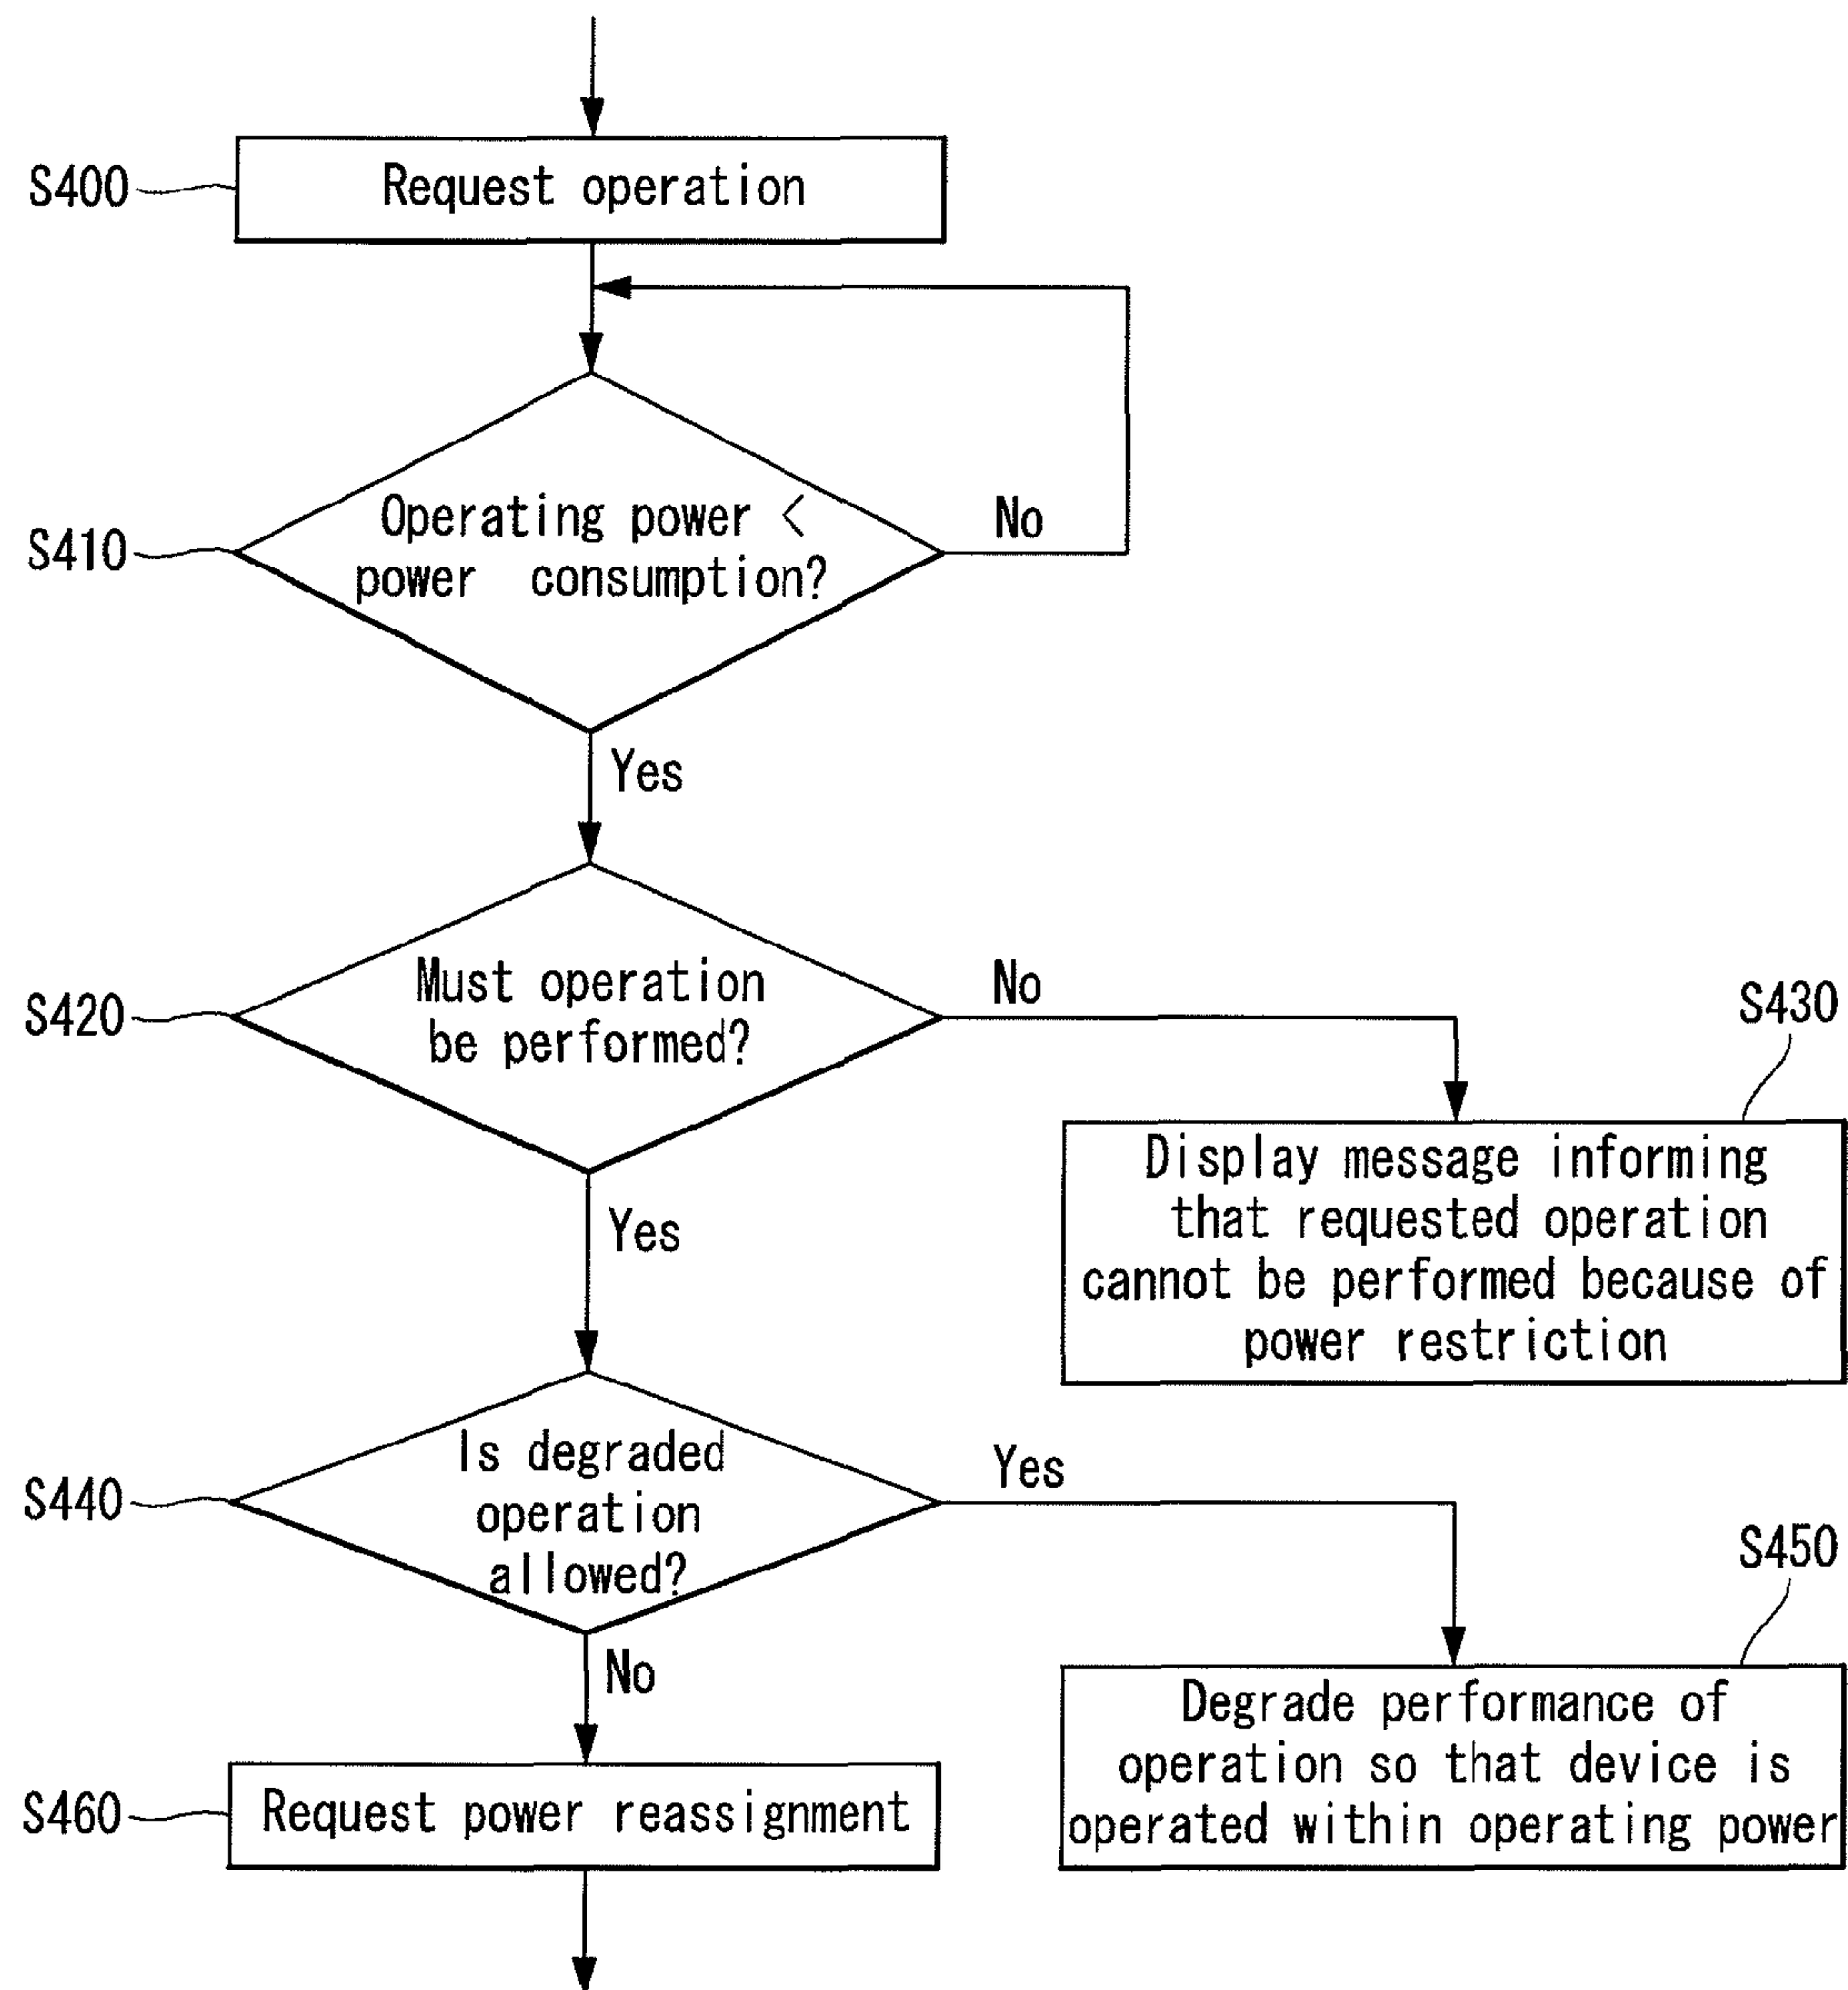 S400
Request operation
S410
Operating power <
power consumption?
No
Yes
S420
Must operation
be performed?
No
S430
Display message informing
that requested operation
cannot be performed because of
power restriction
Yes
S440
Is degraded
operation
allowed?
Yes
S450
Degrade performance of
operation so that device is
operated within operating power
No
S460
Request power reassignment